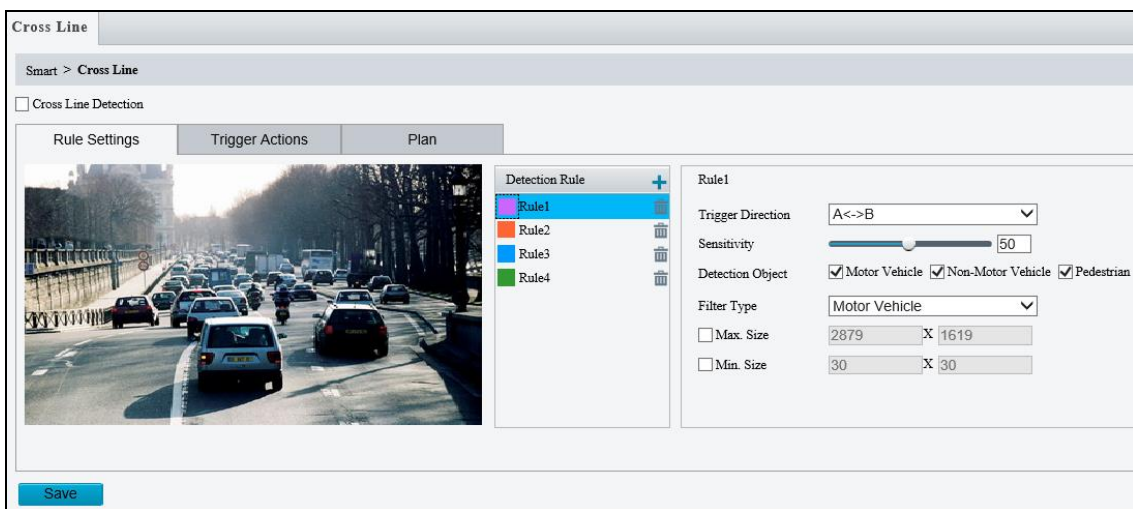 Cross Line
Smart > Cross Line
Cross Line Detection
Rule Settings Trigger Actions Plan
Detection Rule
Rule1
Rule2
Rule3
Rule4
Rule1
Trigger Direction A<->B
Sensitivity 50
Detection Object Motor Vehicle Non-Motor Vehicle Pedestrian
Filter Type Motor Vehicle
Max. Size 2879 X 1619
Min. Size 30 X 30
Save